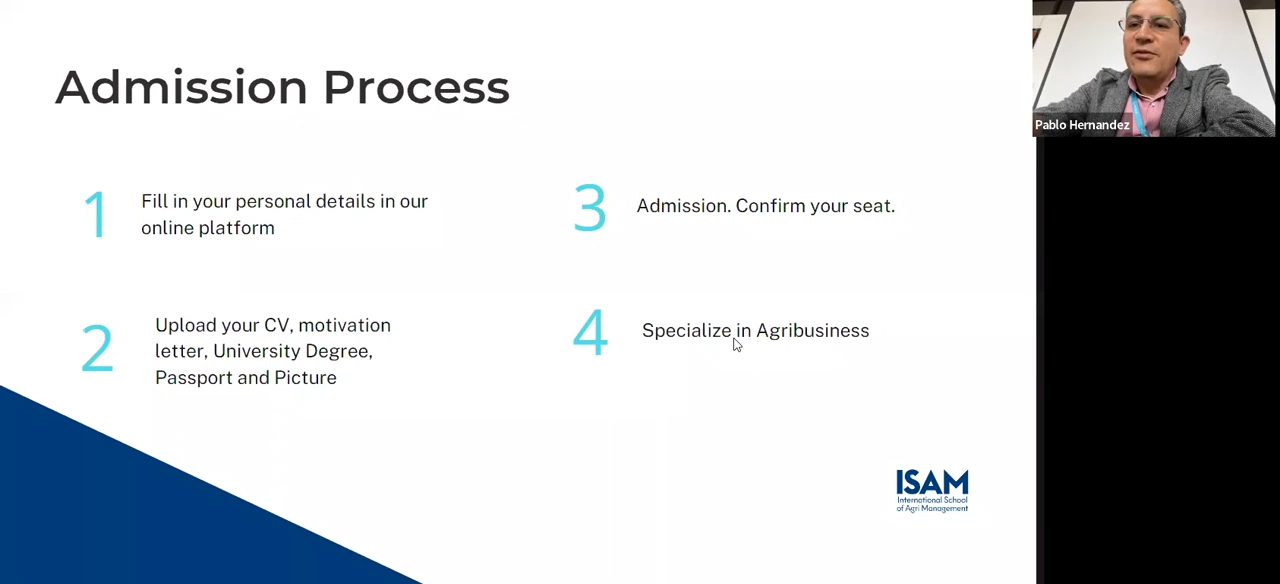 Admission Process
1
Fill in your personal details in our
online platform
2
Upload your CV, motivation
letter, University Degree,
Passport and Picture
3
Admission. Confirm your seat.
4
Specialize in Agribusiness
ISAM
International School
of Agri Management
Pablo Hernandez